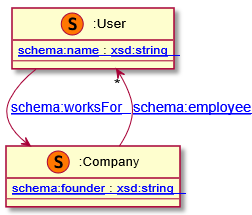 S :User
schema:name : xsd:string
*
schema:worksFor schema:employee
S :Company
schema:founder : xsd:string